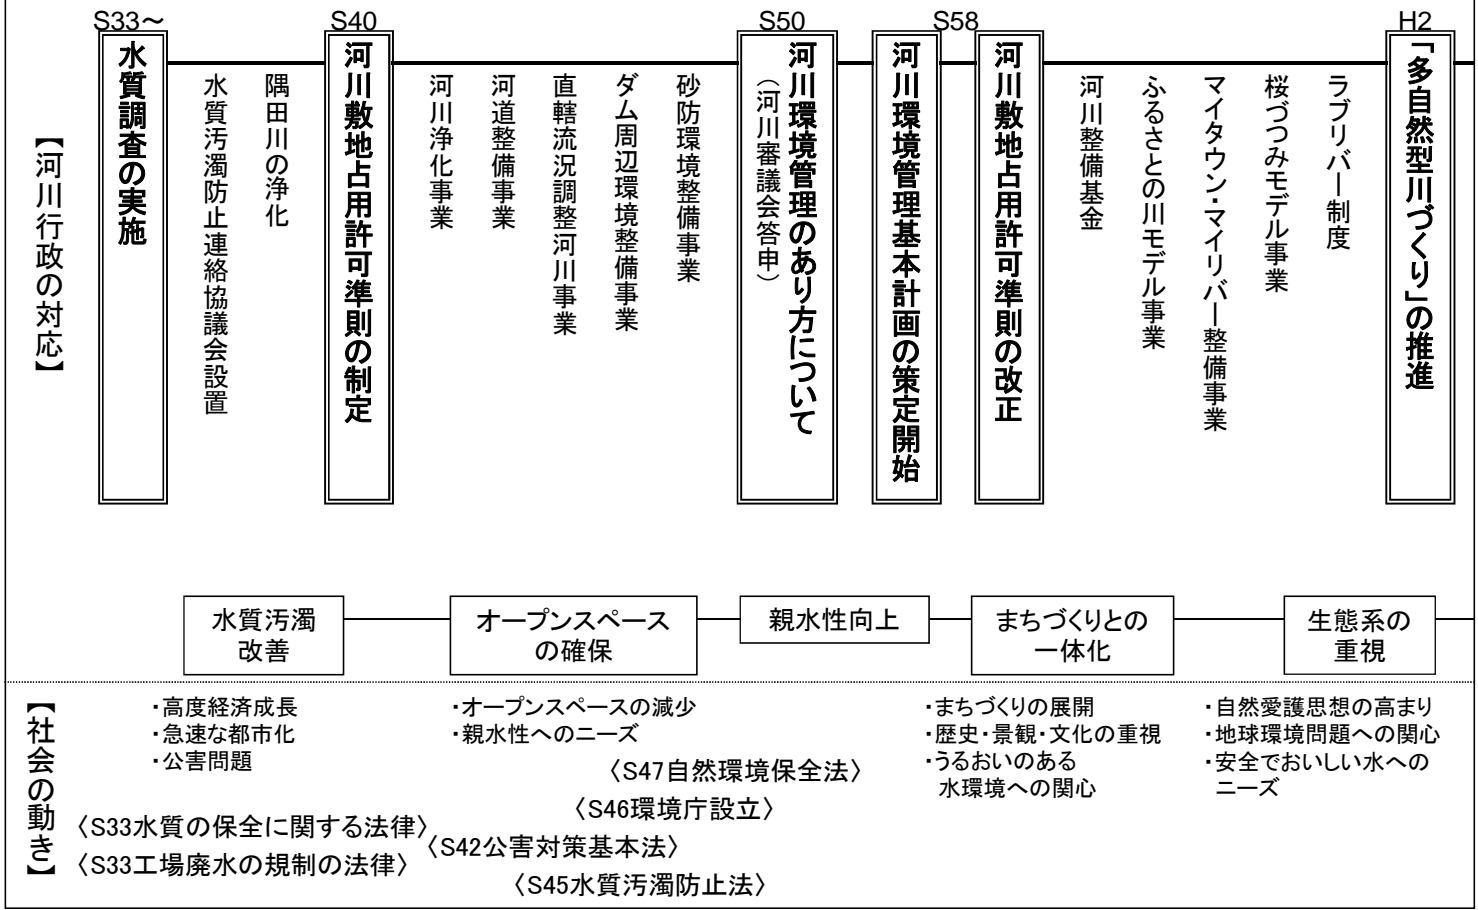 S33～
S40
S50
S58
H2
【河川行政の対応】
水質調査の実施
水質汚濁防止連絡協議会設置
隅田川の浄化
河川敷地占用許可準則の制定
河川浄化事業
河道整備事業
直轄流況調整河川事業
ダム周辺環境整備事業
砂防環境整備事業
河川環境管理のあり方について
（河川審議会答申）
河川環境管理基本計画の策定開始
河川敷地占用許可準則の改正
河川整備基金
ふるさとの川モデル事業
マイタウン・マイリバー整備事業
桜づつみモデル事業
ラブリバー制度
「多自然型川づくり」の推進
水質汚濁
改善
オープンスペース
の確保
親水性向上
まちづくりとの
一体化
生態系の
重視
【社会の動き】
・高度経済成長
・急速な都市化
・公害問題
〈S33水質の保全に関する法律〉
〈S33工場廃水の規制の法律〉
・オープンスペースの減少
・親水性へのニーズ
〈S47自然環境保全法〉
〈S46環境庁設立〉
〈S42公害対策基本法〉
〈S45水質汚濁防止法〉
・まちづくりの展開
・歴史・景観・文化の重視
・うるおいのある
水環境への関心
・自然愛護思想の高まり
・地球環境問題への関心
・安全でおいしい水への
ニーズ